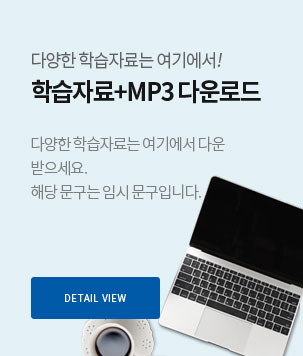 다양한 학습자료는 여기에서!
학습자료+MP3 다운로드
다양한 학습자료는 여기에서 다운
받으세요.
해당 문구는 임시 문구입니다.
DETAIL VIEW